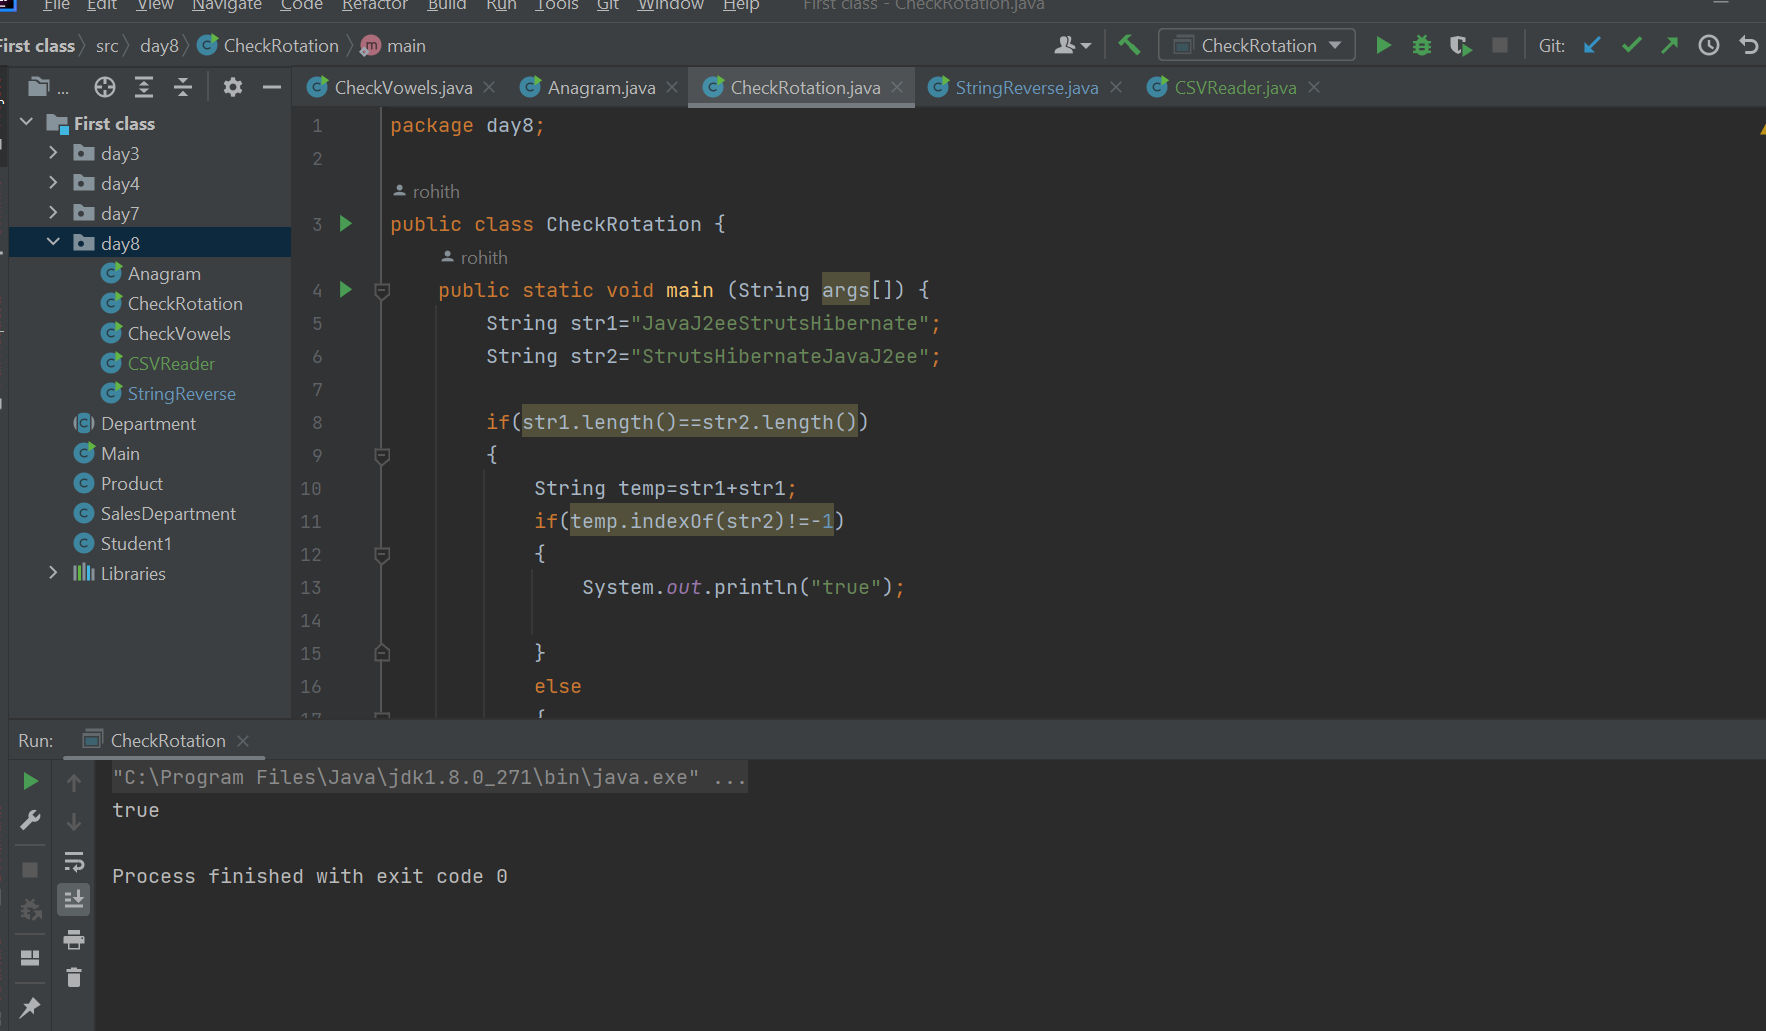 File Edit View Navigate Code Refactor Build Run Tools Git Window Help First class - CheckRotation.java
First class src day8 CheckRotation main CheckRotation Git:
... CheckVowels.java Anagram.java CheckRotation.java StringReverse.java CSVReader.java
First class
day3
day4
day7
day8
Anagram
CheckRotation
CheckVowels
CSVReader
StringReverse
Department
Main
Product
SalesDepartment
Student1
Libraries
1 package day8;
2
rohith
3 public class CheckRotation {
rohith
4 public static void main (String args[]) {
5 String str1="JavaJ2eeStrutsHibernate";
6 String str2="StrutsHibernateJavaJ2ee";
7
8 if(str1.length()==str2.length())
9 {
10 String temp=str1+str1;
11 if(temp.indexOf(str2)!=-1)
12 {
13 System.out.println("true");
14
15 }
16 else
17 {
Run: CheckRotation
"C:\Program Files\Java\jdk1.8.0_271\bin\java.exe" ...
true
Process finished with exit code 0